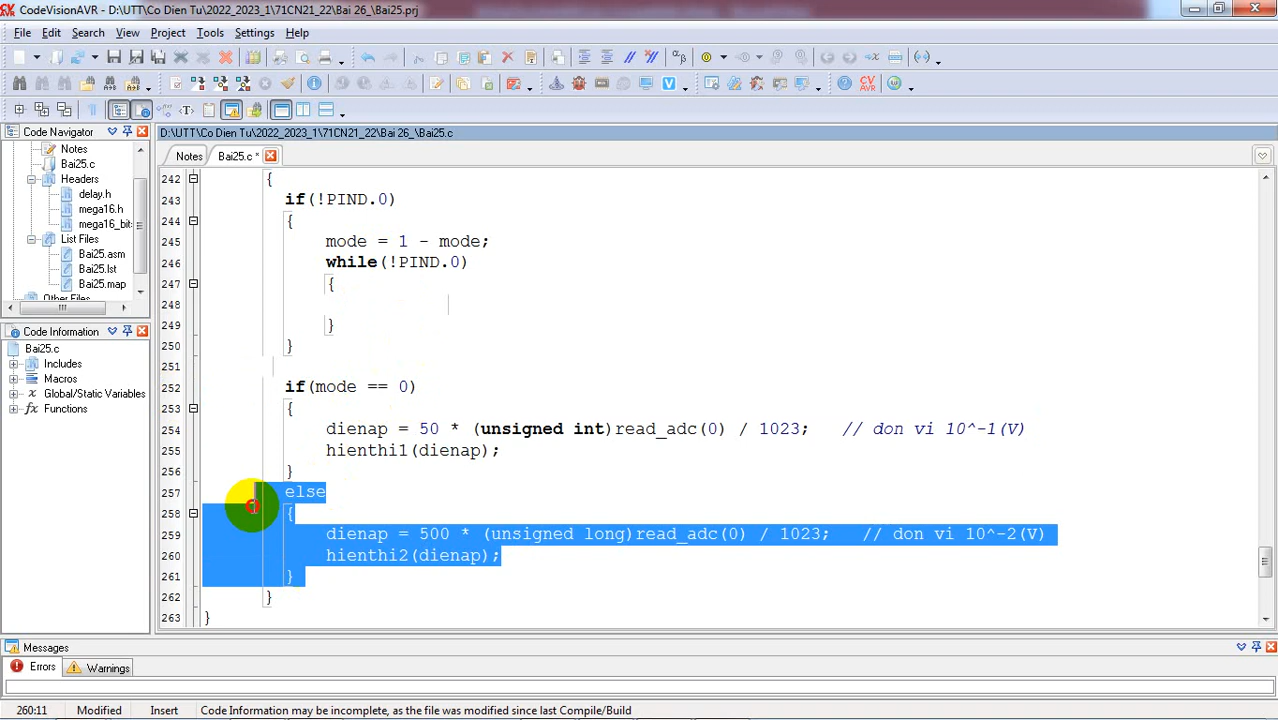 CodeVisionAVR - D:\UTT\Co Dien Tu\2022_2023_1\71CN21_22\Bai 26_\Bai25.prj
File Edit Search View Project Tools Settings Help
Code Navigator
D:\UTT\Co Dien Tu\2022_2023_1\71CN21_22\Bai 26_\Bai25.c
Notes
Bai25.c
Headers
delay.h
mega16.h
mega16_bit
List Files
Bai25.asm
Bai25.lst
Bai25.map
Other Files
Code Information
Bai25.c
Includes
Macros
Global/Static Variables
Functions
Notes Bai25.c *
242 {
243 if(!PIND.0)
244 {
245 mode = 1 - mode;
246 while(!PIND.0)
247 {
248
249 }
250 }
251
252 if(mode == 0)
253 {
254 dienap = 50 * (unsigned int)read_adc(0) / 1023; // don vi 10^-1(V)
255 hienthi1(dienap);
256 }
257 else
258 {
259 dienap = 500 * (unsigned long)read_adc(0) / 1023; // don vi 10^-2(V)
260 hienthi2(dienap);
261 }
262 }
263 }
Messages
Errors Warnings
260:11 Modified Insert Code Information may be incomplete, as the file was modified since last Compile/Build